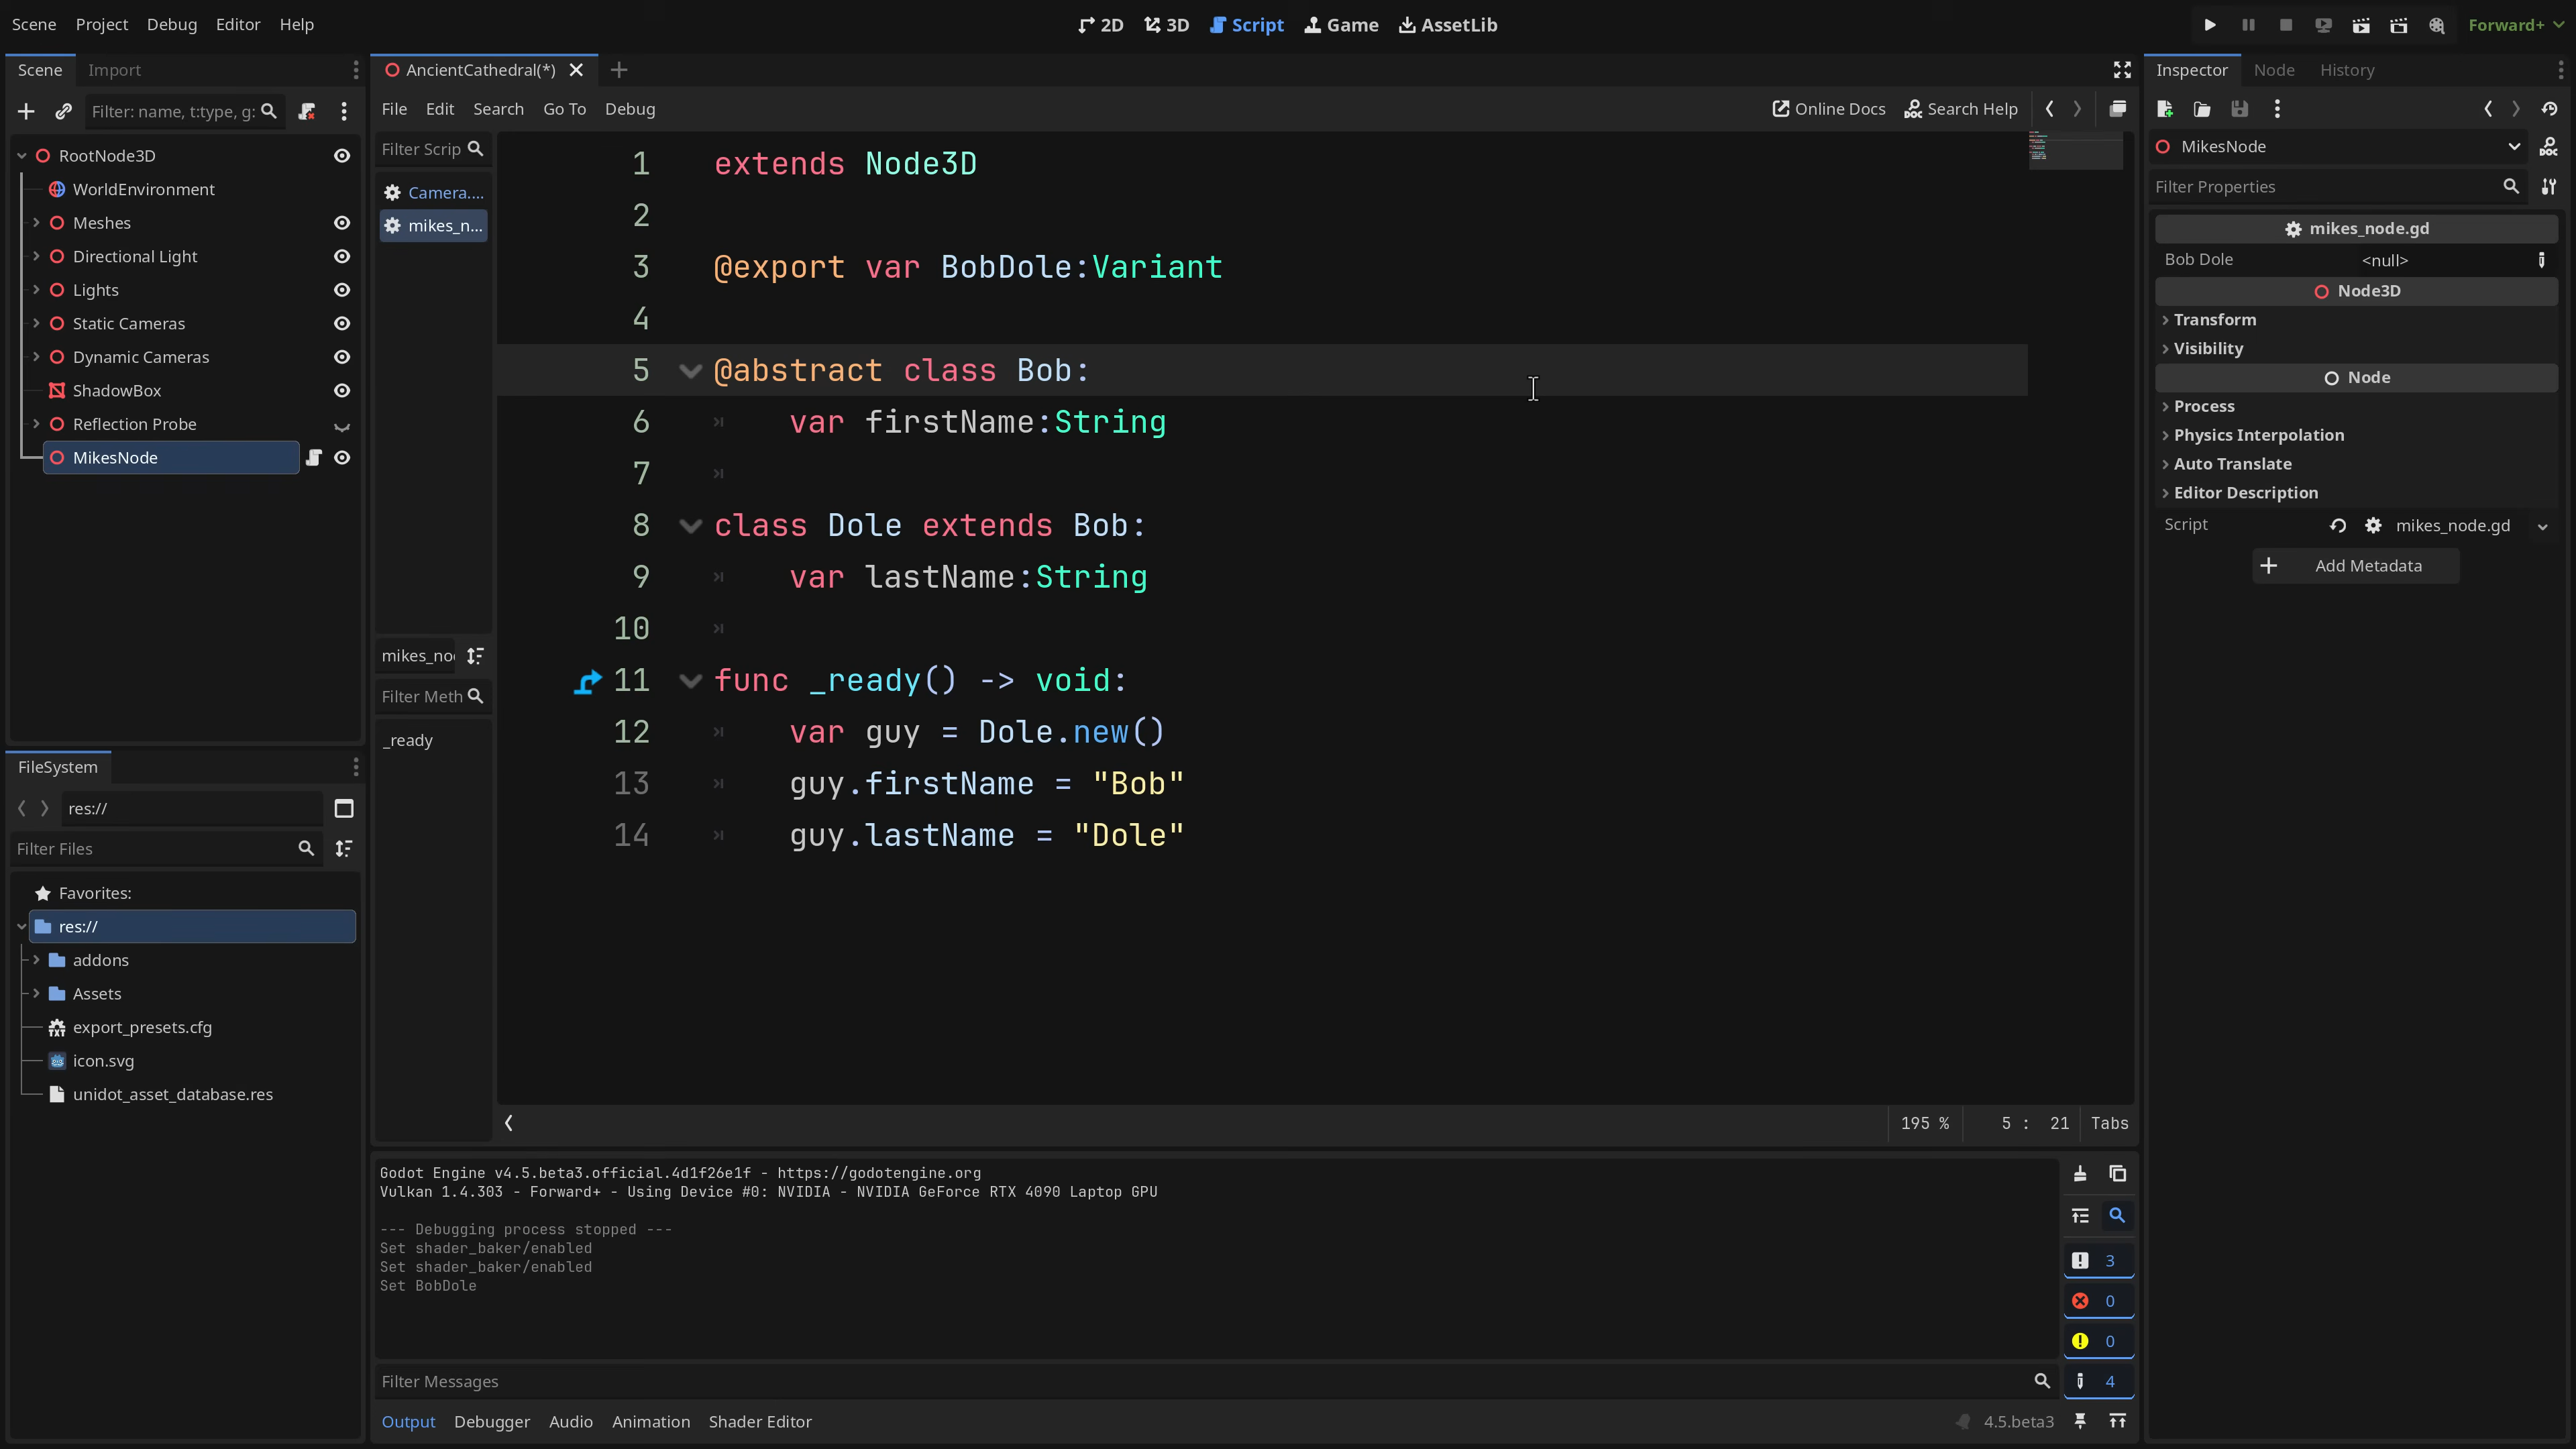 Scene Project Debug Editor Help
2D 3D Script Game AssetLib
Forward+
Scene Import
Filter: name, t:type, g:
RootNode3D
WorldEnvironment
Meshes
Directional Light
Lights
Static Cameras
Dynamic Cameras
ShadowBox
Reflection Probe
MikesNode
FileSystem
res://
Filter Files
Favorites:
res://
addons
Assets
export_presets.cfg
icon.svg
unidot_asset_database.res
AncientCathedral(*)
File Edit Search Go To Debug
Online Docs Search Help
Filter Scrip
Camera....
mikes_n...
mikes_no
Filter Meth
_ready
1 extends Node3D
2
3 @export var BobDole:Variant
4
5 @abstract class Bob:
6 var firstName:String
7
8 class Dole extends Bob:
9 var lastName:String
10
11 func _ready() -> void:
12 var guy = Dole.new()
13 guy.firstName = "Bob"
14 guy.lastName = "Dole"
195 % 5 : 21 Tabs
Godot Engine v4.5.beta3.official.4d1f26e1f - https://godotengine.org
Vulkan 1.4.303 - Forward+ - Using Device #0: NVIDIA - NVIDIA GeForce RTX 4090 Laptop GPU
--- Debugging process stopped ---
Set shader_baker/enabled
Set shader_baker/enabled
Set BobDole
3
0
0
4
Filter Messages
Output Debugger Audio Animation Shader Editor
4.5.beta3
Inspector Node History
MikesNode
Filter Properties
mikes_node.gd
Bob Dole <null>
Node3D
Transform
Visibility
Node
Process
Physics Interpolation
Auto Translate
Editor Description
Script mikes_node.gd
Add Metadata